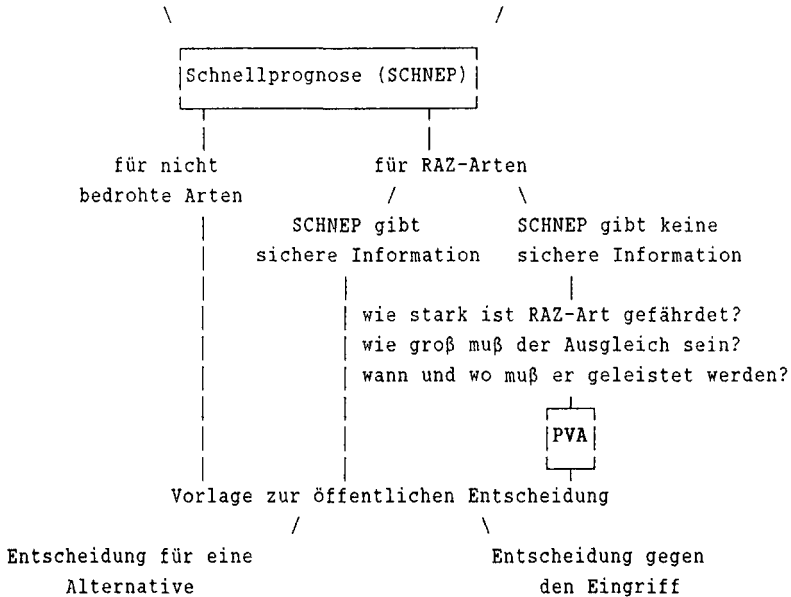 Schnellprognose (SCHNEP)
für nicht
bedrohte Arten
für RAZ-Arten
SCHNEP gibt
sichere Information
SCHNEP gibt keine
sichere Information
wie stark ist RAZ-Art gefährdet?
wie groß muß der Ausgleich sein?
wann und wo muß er geleistet werden?
PVA
Vorlage zur öffentlichen Entscheidung
Entscheidung für eine
Alternative
Entscheidung gegen
den Eingriff